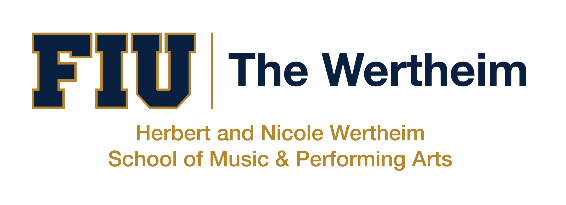 FIU The Wertheim
Herbert and Nicole Wertheim
School of Music & Performing Arts